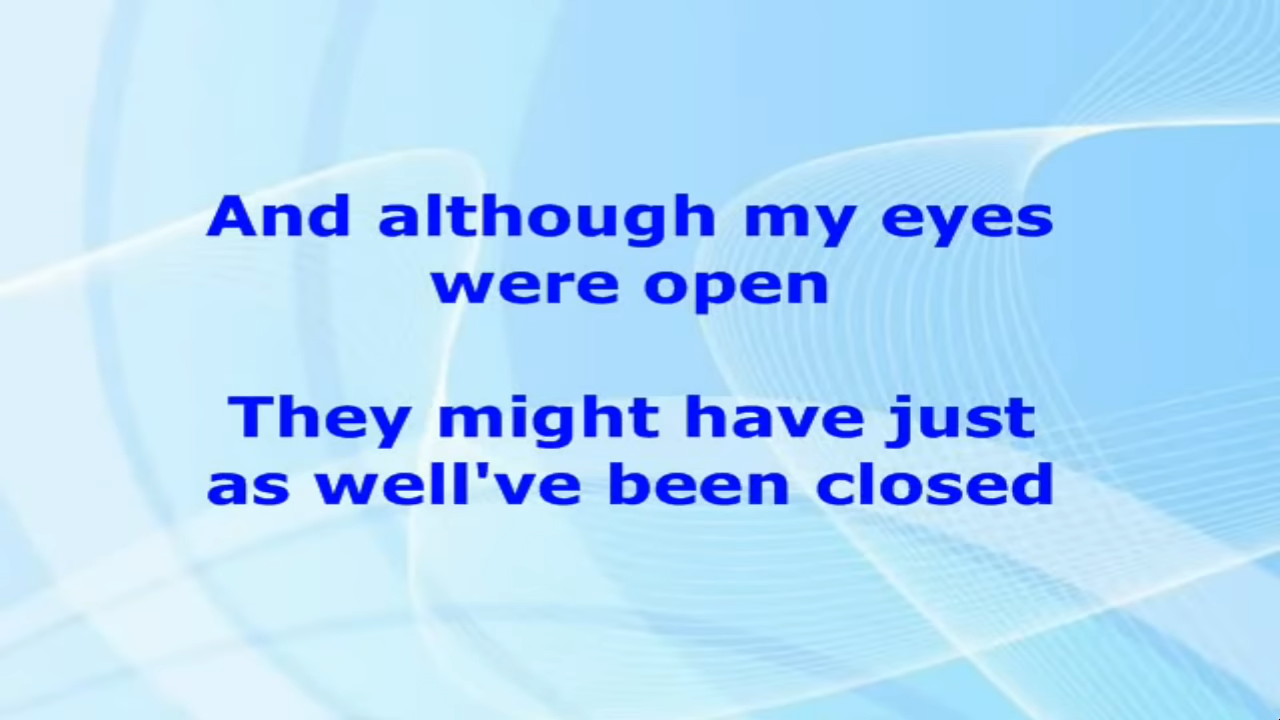 And although my eyes
were open
They might have just
as well've been closed